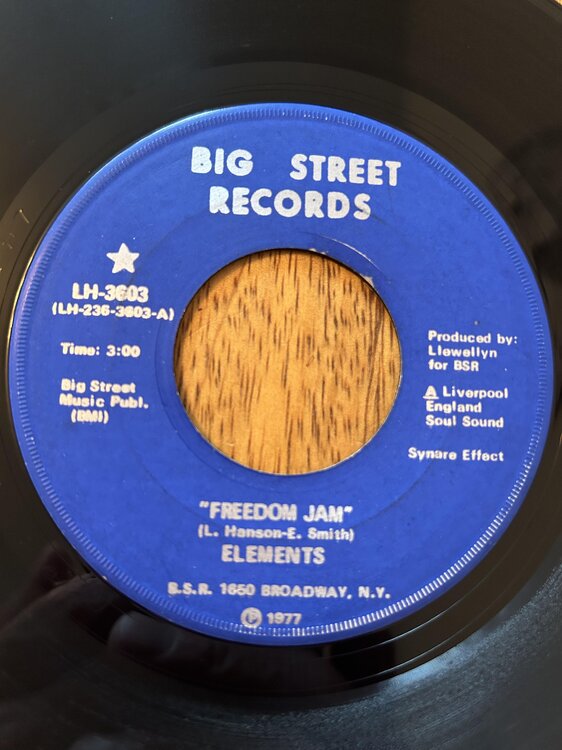 BIG STREET
RECORDS
LH-3603
(LH-236-3603-A)
Time: 3:00
Big Street
Music Publ.
(BMI)
Produced by:
Llewellyn
for BSR
A Liverpool
England
Soul Sound
Synare Effect
"FREEDOM JAM"
(L. Hanson-E. Smith)
ELEMENTS
B.S.R. 1650 BROADWAY, N.Y.
Ⓟ 1977